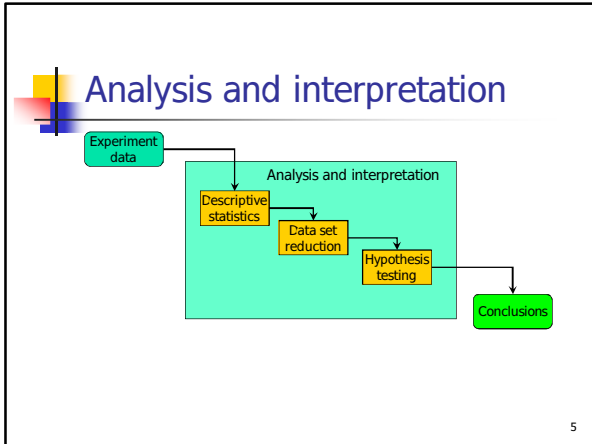 Analysis and interpretation
Experiment
data
Analysis and interpretation
Descriptive
statistics
Data set
reduction
Hypothesis
testing
Conclusions
5